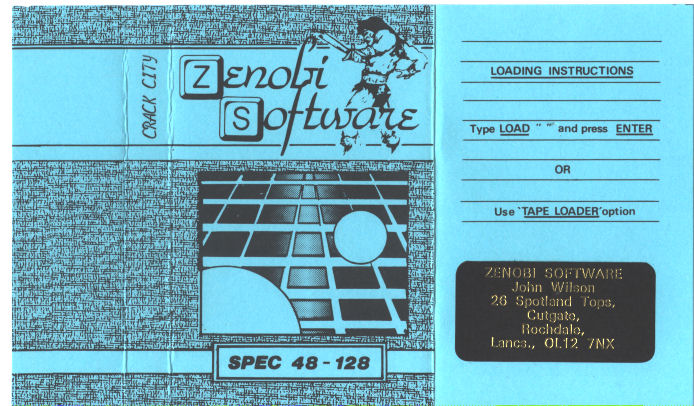 CRACK CITY
Zenobi
Software
SPEC 48 - 128
LOADING INSTRUCTIONS
Type LOAD " " and press ENTER
OR
Use 'TAPE LOADER' option
ZENOBI SOFTWARE
John Wilson
26 Spotland Tops,
Cutgate,
Rochdale,
Lancs., OL12 7NX